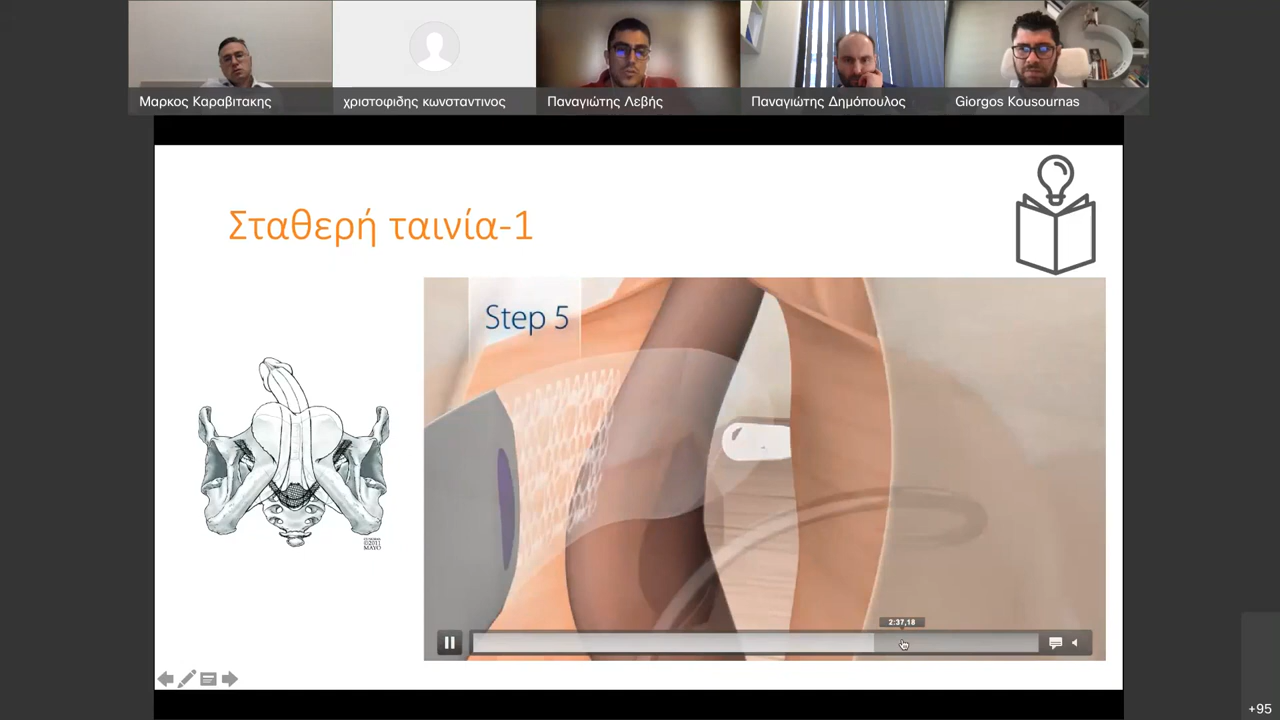 Μαρκος Καραβιτακης
χριστοφιδης κωνσταντινος
Παναγιώτης Λεβής
Παναγιώτης Δημόπουλος
Giorgos Kousournas
Σταθερή ταινία-1
Step 5
©2011
MAYO
2:37,18
+95